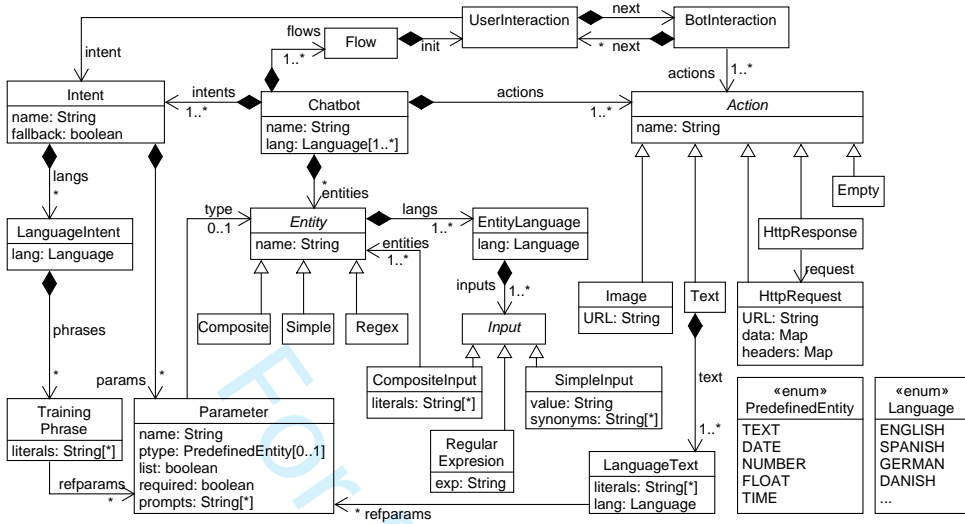 UserInteraction
next
BotInteraction
* next
flows
1..*
Flow
init
intent
actions
1..*
Intent
name: String
fallback: boolean
intents
1..*
Chatbot
name: String
lang: Language[1..*]
actions
1..*
Action
name: String
langs
*
*
entities
Empty
type
0..1
Entity
name: String
langs
1..*
EntityLanguage
lang: Language
LanguageIntent
lang: Language
entities
1..*
HttpResponse
request
inputs
1..*
Composite
Simple
Regex
Input
Image
URL: String
Text
HttpRequest
URL: String
data: Map
headers: Map
phrases
*
params
*
CompositeInput
literals: String[*]
SimpleInput
value: String
synonyms: String[*]
text
1..*
«enum»
PredefinedEntity
TEXT
DATE
NUMBER
FLOAT
TIME
«enum»
Language
ENGLISH
SPANISH
GERMAN
DANISH
...
Training
Phrase
literals: String[*]
Parameter
name: String
ptype: PredefinedEntity[0..1]
list: boolean
required: boolean
prompts: String[*]
Regular
Expresion
exp: String
LanguageText
literals: String[*]
lang: Language
refparams
*
* refparams
For